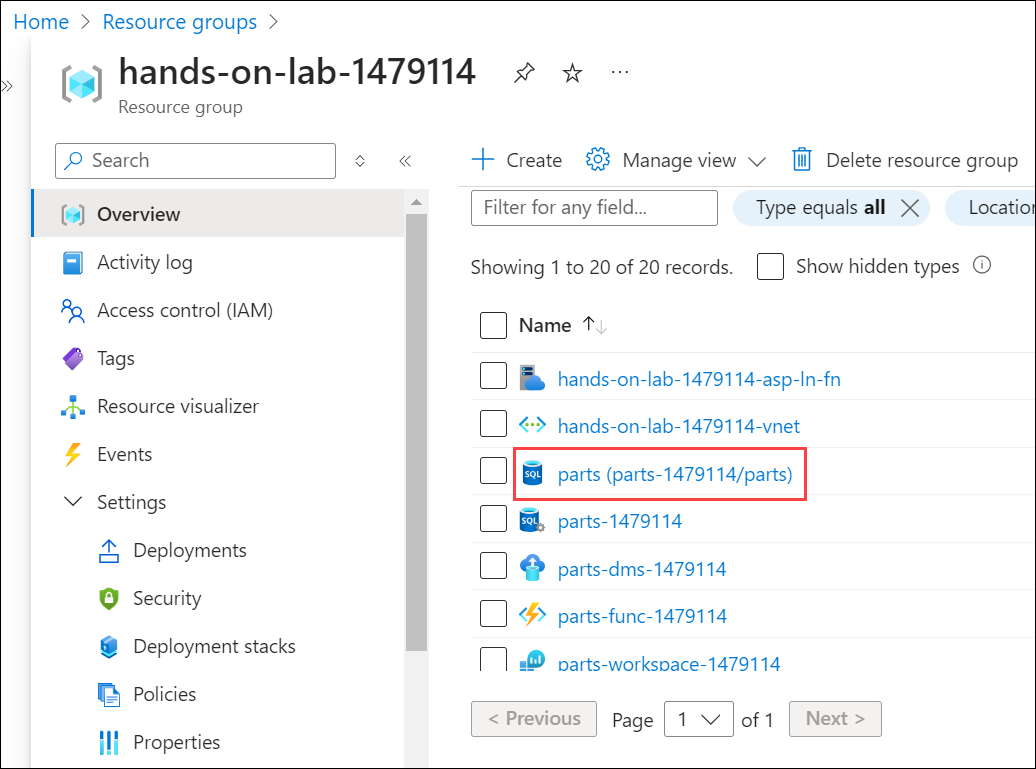 Home > Resource groups >
hands-on-lab-1479114
Resource group
Search
Overview
Activity log
Access control (IAM)
Tags
Resource visualizer
Events
Settings
Deployments
Security
Deployment stacks
Policies
Properties
+ Create Manage view Delete resource group
Filter for any field... Type equals all Location
Showing 1 to 20 of 20 records. Show hidden types
Name ↑↓
hands-on-lab-1479114-asp-ln-fn
hands-on-lab-1479114-vnet
SQL parts (parts-1479114/parts)
SQL parts-1479114
parts-dms-1479114
parts-func-1479114
parts-workspace-1479114
< Previous Page 1 of 1 Next >